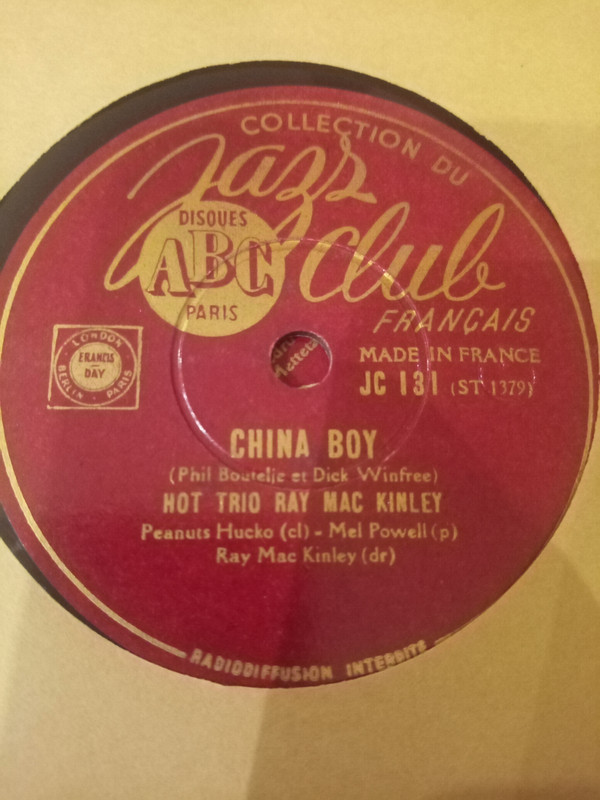 COLLECTION DU
Jazz
club
FRANÇAIS
DISQUES
ABC
PARIS
LONDON
FRANCIS
DAY
BERLIN - PARIS
MADE IN FRANCE
JC 131 (ST 1379)
CHINA BOY
(Phil Boutelje et Dick Winfree)
HOT TRIO RAY MAC KINLEY
Peanuts Hucko (cl) - Mel Powell (p)
Ray Mac Kinley (dr)
RADIODIFFUSION INTERDITE